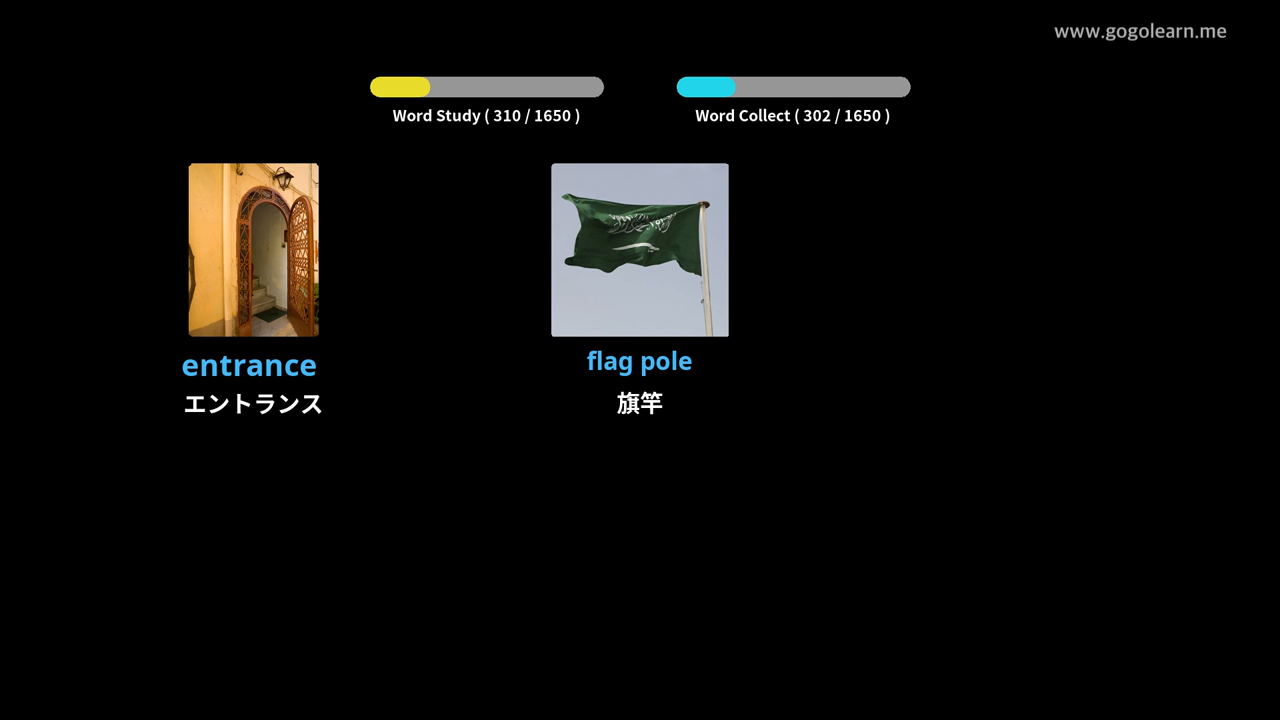 www.gogolearn.me
Word Study ( 310 / 1650 )
Word Collect ( 302 / 1650 )
entrance
flag pole
エントランス
旗竿